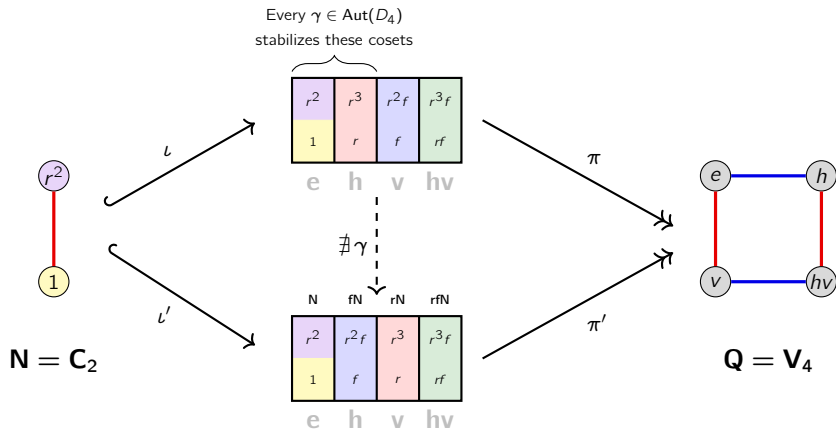 Every γ ∈ Aut(D₄)
stabilizes these cosets
r² r³ r²f r³f
1 r f rf
e h v hv
ι
π
r²
1
N = C₂
∄ γ
e h
v hv
Q = V₄
ι′
π′
N fN rN rfN
r² r²f r³ r³f
1 f r rf
e h v hv